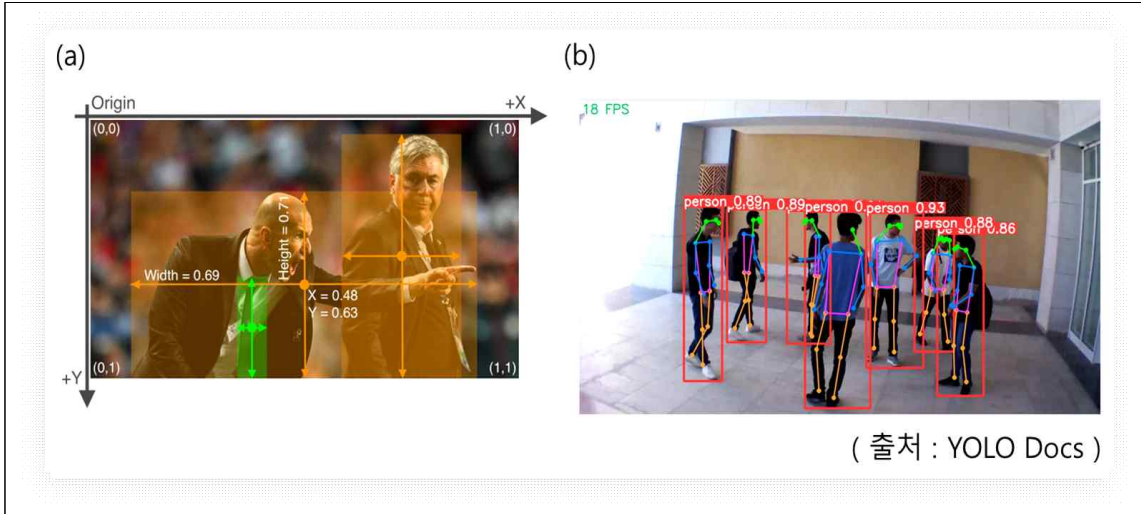 (a)
(b)
Origin
+X
(0,0)
(1,0)
Width = 0.69
Height = 0.71
X = 0.48
Y = 0.63
(0,1)
(1,1)
+Y
18 FPS
person 0.89
person 0.89
person 0.
person 0.93
person 0.88
person 0.86
( 출처 : YOLO Docs )